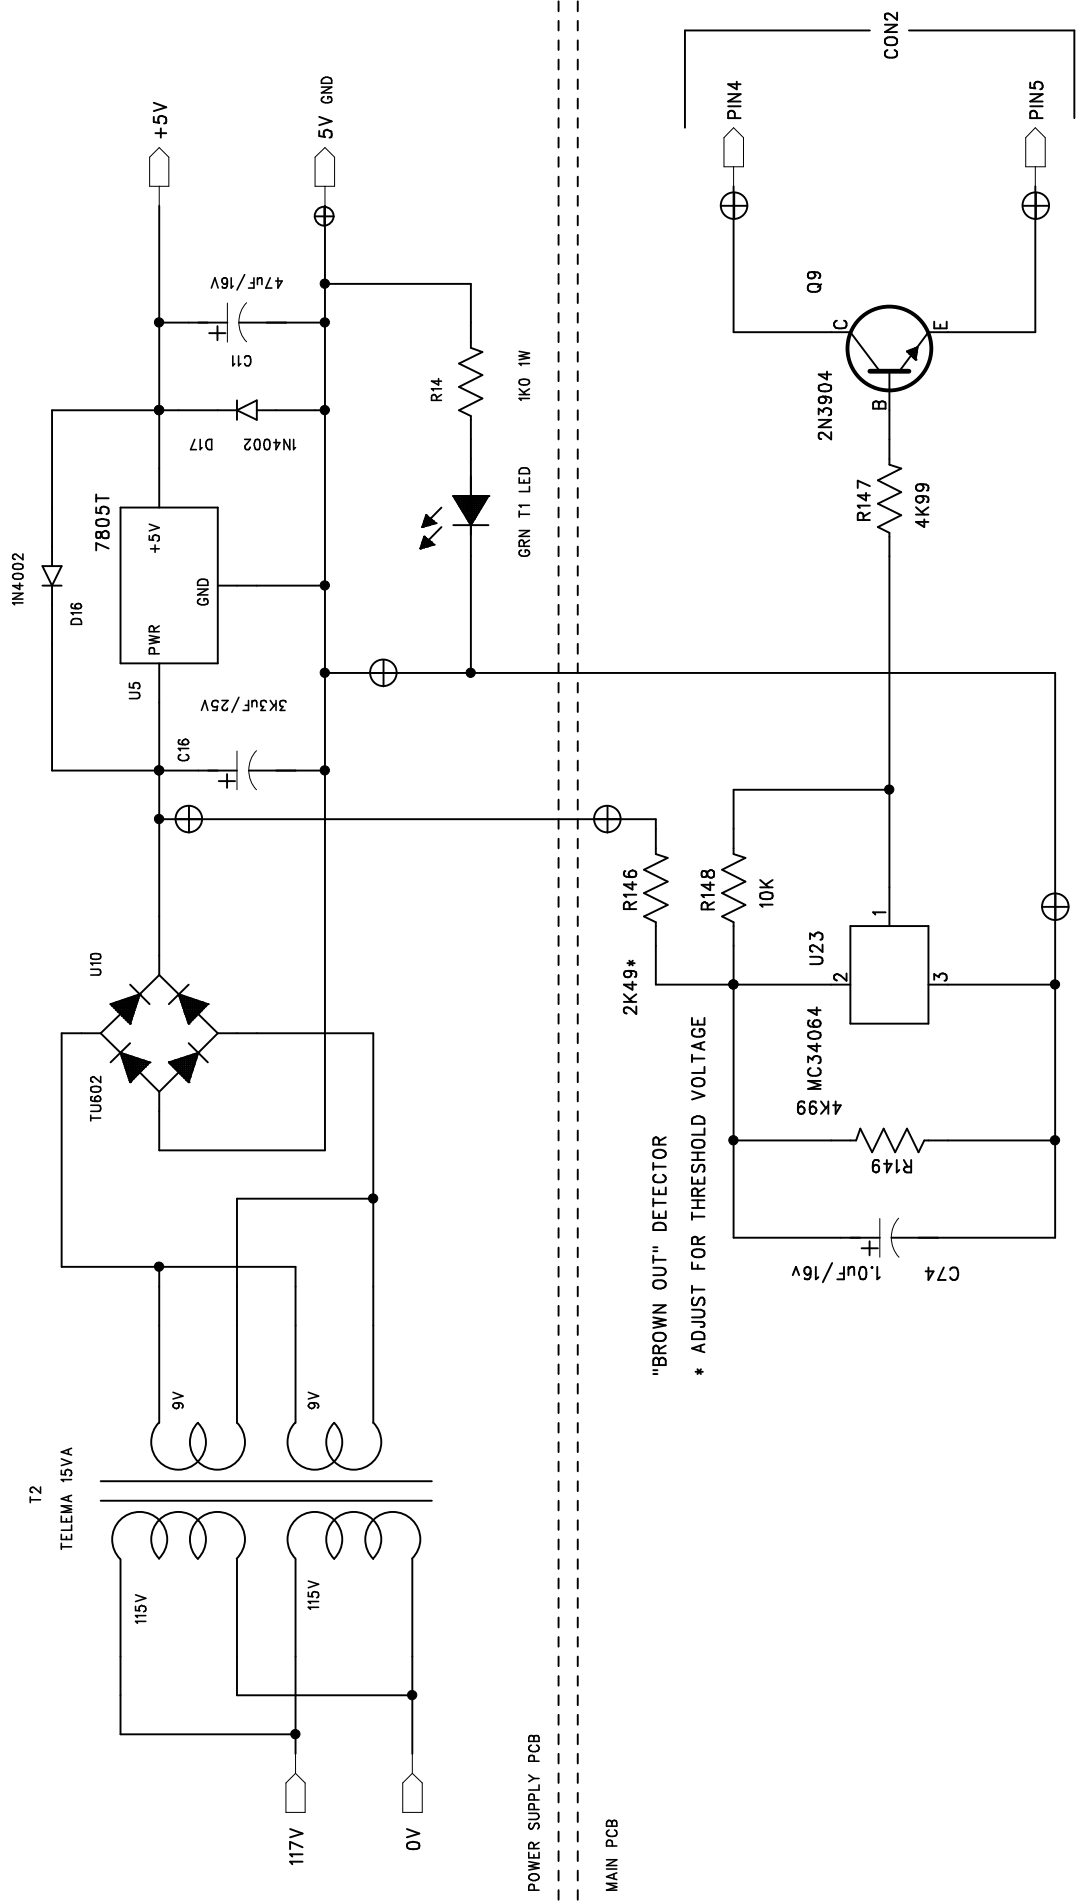 T2
TELEMA 15VA
117V
0V
115V
115V
9V
9V
TU602
U10
C16
3K3uF/25V
1N4002
D16
U5
7805T
PWR
+5V
GND
D17
1N4002
C11
47uF/16V
+
+
+5V
5V GND
R14
1K0 1W
GRN T1 LED
POWER SUPPLY PCB
MAIN PCB
"BROWN OUT" DETECTOR
* ADJUST FOR THRESHOLD VOLTAGE
R146
2K49*
R148
10K
U23
MC34064
1
2
3
4K99
R149
+
1.0uF/16v
C74
R147
4K99
2N3904
Q9
B
C
E
PIN4
PIN5
CON2